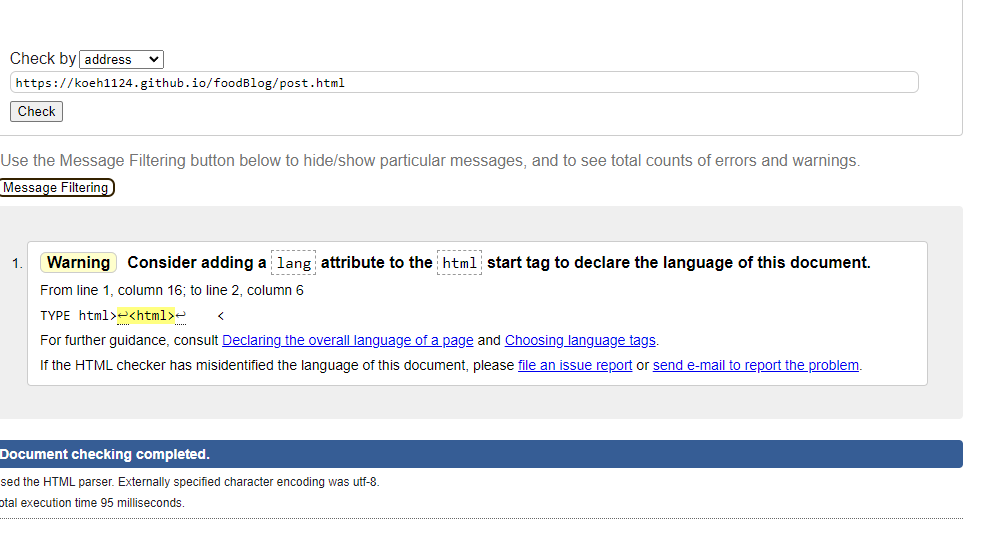 Check by address
https://koeh1124.github.io/foodBlog/post.html
Check
Use the Message Filtering button below to hide/show particular messages, and to see total counts of errors and warnings.
Message Filtering
1. Warning Consider adding a lang attribute to the html start tag to declare the language of this document.
From line 1, column 16; to line 2, column 6
TYPE html>↩<html>↩    <
For further guidance, consult Declaring the overall language of a page and Choosing language tags.
If the HTML checker has misidentified the language of this document, please file an issue report or send e-mail to report the problem.
Document checking completed.
sed the HTML parser. Externally specified character encoding was utf-8.
otal execution time 95 milliseconds.